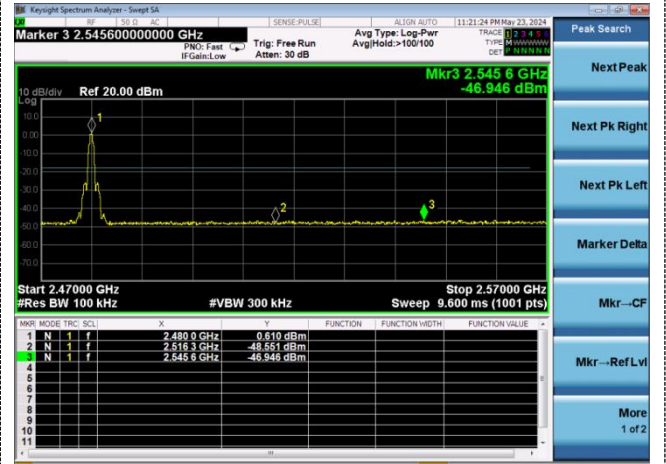 Keysight Spectrum Analyzer - Swept SA
RF 50 Ω AC SENSE:PULSE ALIGN AUTO 11:21:24 PM May 23, 2024
Marker 3 2.545600000000 GHz
PNO: Fast
IFGain:Low
Trig: Free Run
Atten: 30 dB
Avg Type: Log-Pwr
Avg|Hold:>100/100
TRACE 1 2 3 4 5 6
TYPE M
DET P N N N N N
Mkr3 2.545 6 GHz
-46.946 dBm
10 dB/div Ref 20.00 dBm
Log
10.0
0.00
-10.0
-20.0
-30.0
-40.0
-50.0
-60.0
-70.0
1
2
3
Start 2.47000 GHz Stop 2.57000 GHz
#Res BW 100 kHz #VBW 300 kHz Sweep 9.600 ms (1001 pts)
MKR MODE TRC SCL X Y FUNCTION FUNCTION WIDTH FUNCTION VALUE
1 N 1 f 2.480 0 GHz 0.610 dBm
2 N 1 f 2.516 3 GHz -48.551 dBm
3 N 1 f 2.545 6 GHz -46.946 dBm
4
5
6
7
8
9
10
11
Peak Search
Next Peak
Next Pk Right
Next Pk Left
Marker Delta
Mkr→CF
Mkr→Ref Lvl
More
1 of 2